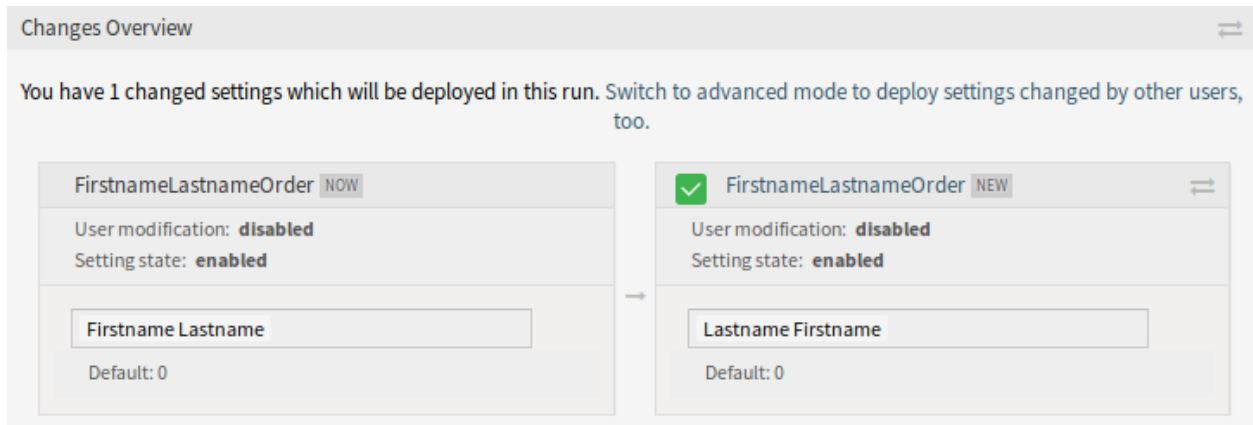 Changes Overview
You have 1 changed settings which will be deployed in this run. Switch to advanced mode to deploy settings changed by other users,
too.
FirstnameLastnameOrder NOW
User modification: disabled
Setting state: enabled
Firstname Lastname
Default: 0
FirstnameLastnameOrder NEW
User modification: disabled
Setting state: enabled
Lastname Firstname
Default: 0